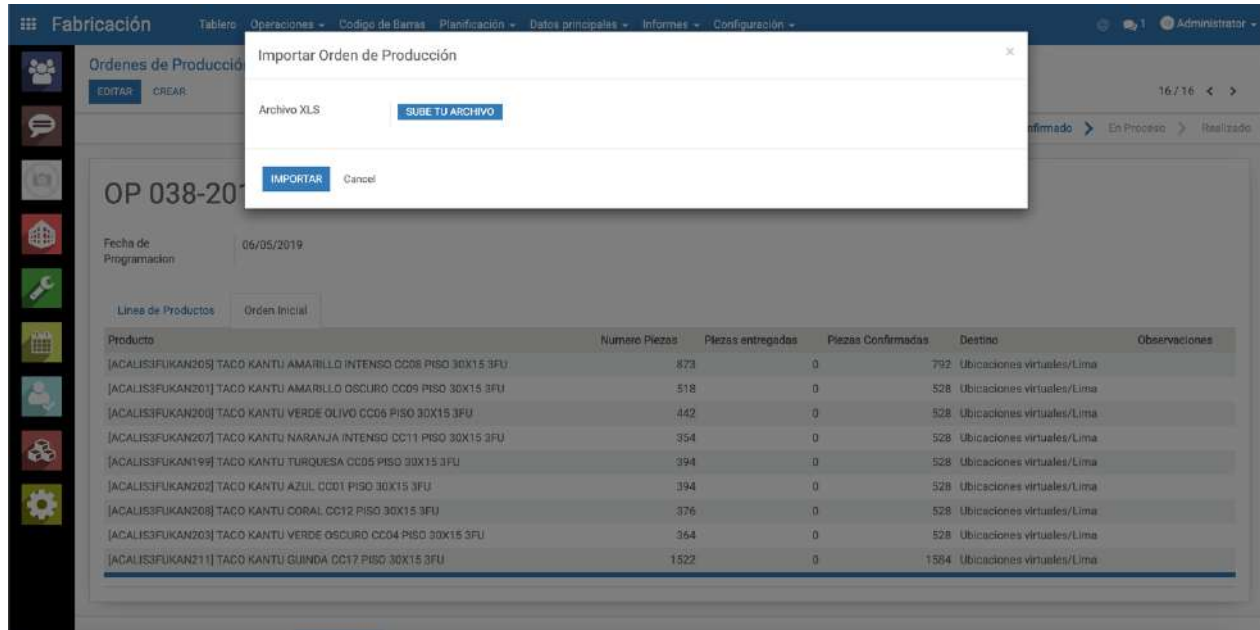 Fabricación Tablero Operaciones Codigo de Barras Planificación Datos principales Informes Configuración 1 Administrator
Importar Orden de Producción ×
Ordenes de Producció
EDITAR CREAR 16 / 16
Archivo XLS SUBE TU ARCHIVO
nfirmado En Proceso Realizado
IMPORTAR Cancel
OP 038-201
Fecha de Programacion 06/05/2019
Linea de Productos Orden Inicial
Producto Numero Piezas Piezas entregadas Piezas Confirmadas Destino Observaciones
[ACALIS3FUKAN205] TACO KANTU AMARILLO INTENSO CC08 PISO 30X15 3FU 873 0 792 Ubicaciones virtuales/Lima
[ACALIS3FUKAN201] TACO KANTU AMARILLO OSCURO CC09 PISO 30X15 3FU 518 0 528 Ubicaciones virtuales/Lima
[ACALIS3FUKAN200] TACO KANTU VERDE OLIVO CC06 PISO 30X15 3FU 442 0 528 Ubicaciones virtuales/Lima
[ACALIS3FUKAN207] TACO KANTU NARANJA INTENSO CC11 PISO 30X15 3FU 354 0 528 Ubicaciones virtuales/Lima
[ACALIS3FUKAN199] TACO KANTU TURQUESA CC05 PISO 30X15 3FU 394 0 528 Ubicaciones virtuales/Lima
[ACALIS3FUKAN202] TACO KANTU AZUL CC01 PISO 30X15 3FU 394 0 528 Ubicaciones virtuales/Lima
[ACALIS3FUKAN208] TACO KANTU CORAL CC12 PISO 30X15 3FU 376 0 528 Ubicaciones virtuales/Lima
[ACALIS3FUKAN203] TACO KANTU VERDE OSCURO CC04 PISO 30X15 3FU 364 0 528 Ubicaciones virtuales/Lima
[ACALIS3FUKAN211] TACO KANTU GUINDA CC17 PISO 30X15 3FU 1522 0 1584 Ubicaciones virtuales/Lima